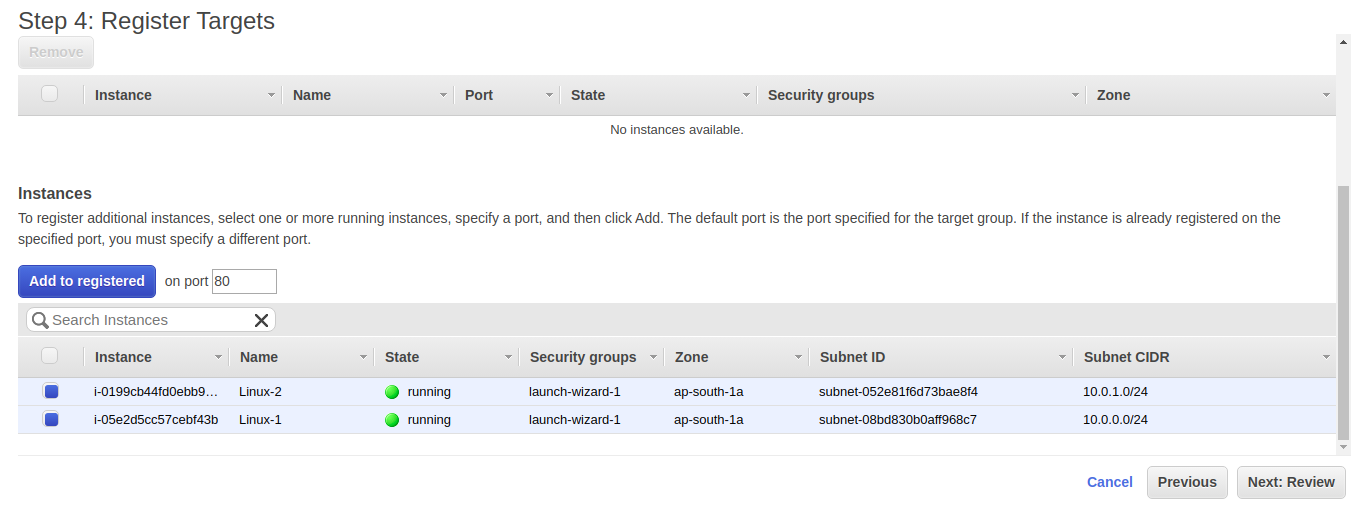 Step 4: Register Targets
Remove
Instance Name Port State Security groups Zone
No instances available.
Instances
To register additional instances, select one or more running instances, specify a port, and then click Add. The default port is the port specified for the target group. If the instance is already registered on the
specified port, you must specify a different port.
Add to registered on port 80
Search Instances
Instance Name State Security groups Zone Subnet ID Subnet CIDR
i-0199cb44fd0ebb9… Linux-2 running launch-wizard-1 ap-south-1a subnet-052e81f6d73bae8f4 10.0.1.0/24
i-05e2d5cc57cebf43b Linux-1 running launch-wizard-1 ap-south-1a subnet-08bd830b0aff968c7 10.0.0.0/24
Cancel Previous Next: Review